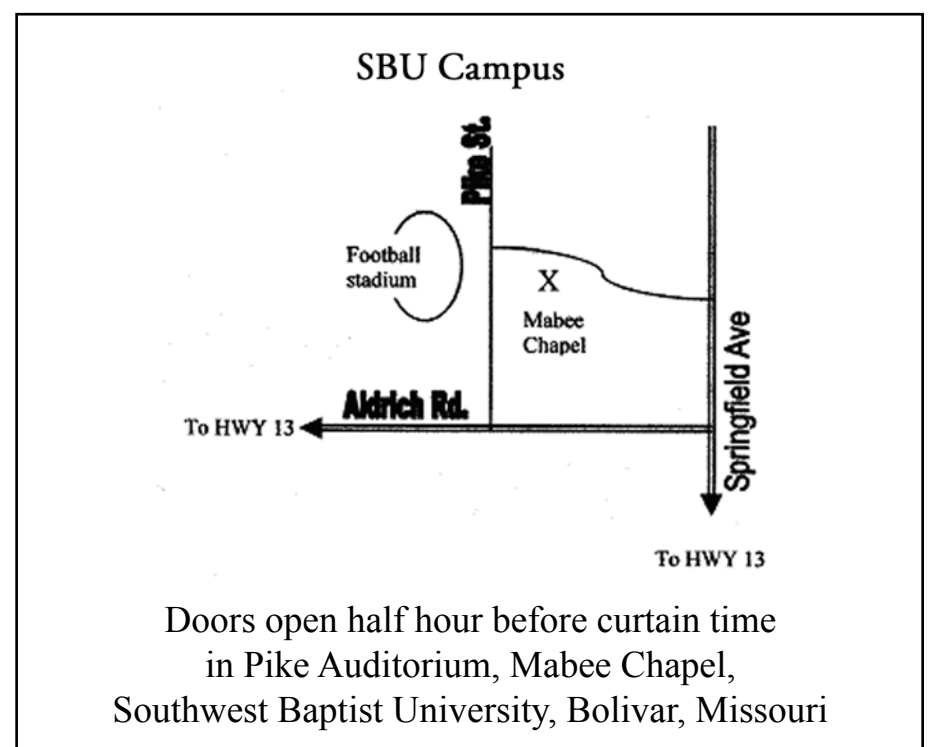 SBU Campus
Pike St.
Football
stadium
X
Mabee
Chapel
Springfield Ave
Aldrich Rd.
To HWY 13
To HWY 13
Doors open half hour before curtain time
in Pike Auditorium, Mabee Chapel,
Southwest Baptist University, Bolivar, Missouri